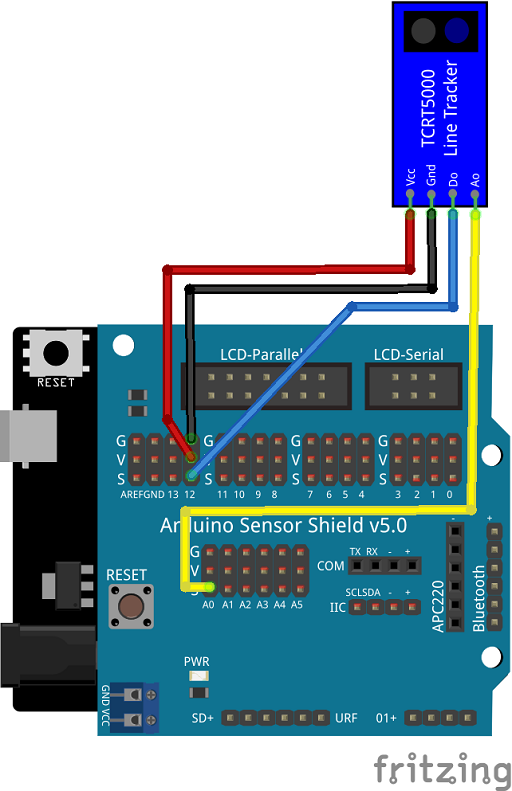 TCRT5000
Line Tracker
Vcc
Gnd
Do
Ao
RESET
LCD-Parallel
LCD-Serial
G
V
S
G
V
S
G
V
S
G
V
S
AREF GND 13 12
11 10 9 8
7 6 5 4
3 2 1 0
Arduino Sensor Shield v5.0
G
V
S
A0 A1 A2 A3 A4 A5
COM
TX RX - +
IIC
SCL SDA - +
-
+
APC220
Bluetooth
RESET
PWR
GND VCC
SD+
URF
01+
fritzing